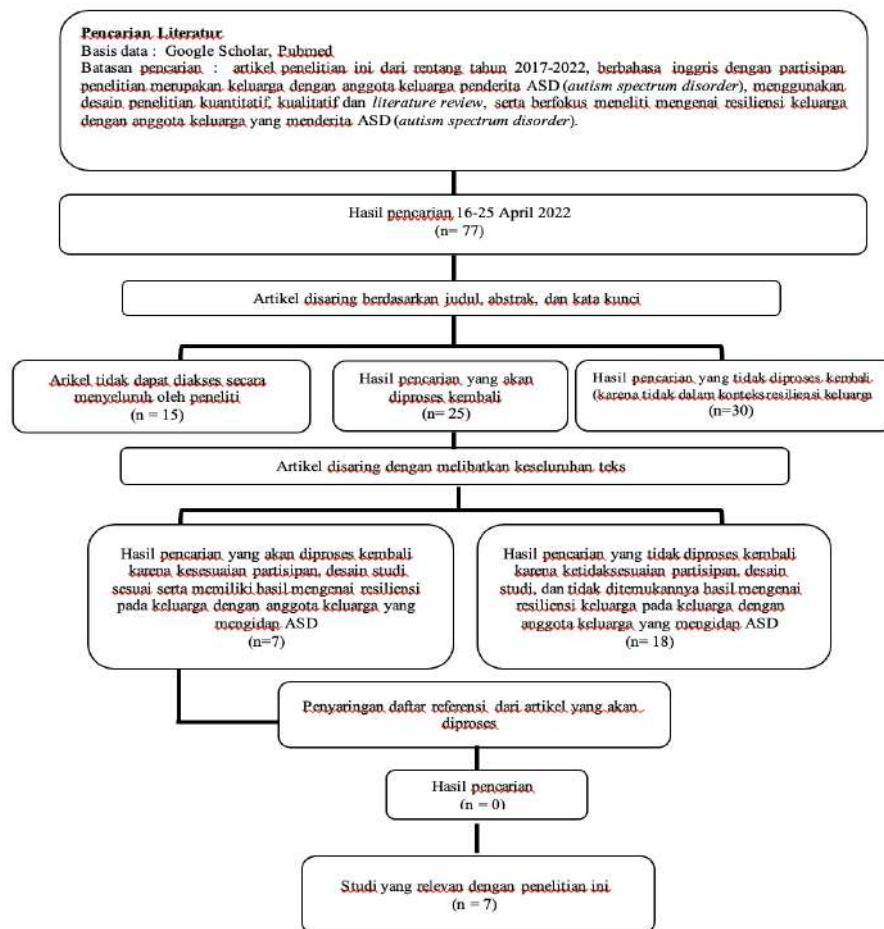 Pencarian Literatur
Basis data : Google Scholar, Pubmed
Batasan pencarian : artikel penelitian ini dari rentang tahun 2017-2022, berbahasa inggris dengan partisipan
penelitian merupakan keluarga dengan anggota keluarga penderita ASD (autism spectrum disorder), menggunakan
desain penelitian kuantitatif, kualitatif dan literature review, serta berfokus meneliti mengenai resiliensi keluarga
dengan anggota keluarga yang menderita ASD (autism spectrum disorder).
Hasil pencarian 16-25 April 2022
(n= 77)
Artikel disaring berdasarkan judul, abstrak, dan kata kunci
Arikel tidak dapat diakses secara
menyeluruh oleh peneliti
(n = 15)
Hasil pencarian yang akan
diproses kembali
(n= 25)
Hasil pencarian yang tidak diproses kembali
(karena tidak dalam konteks resiliensi keluarga
(n=30)
Artikel disaring dengan melibatkan keseluruhan teks
Hasil pencarian yang akan diproses kembali
karena kesesuaian partisipan, desain studi
sesuai serta memiliki hasil mengenai resiliensi
pada keluarga dengan anggota keluarga yang
mengidap ASD
(n=7)
Hasil pencarian yang tidak diproses kembali
karena ketidaksesuaian partisipan, desain
studi, dan tidak ditemukannya hasil mengenai
resiliensi keluarga pada keluarga dengan
anggota keluarga yang mengidap ASD
(n= 18)
Penyaringan daftar referensi dari artikel yang akan
diproses
Hasil pencarian
(n = 0)
Studi yang relevan dengan penelitian ini
(n = 7)